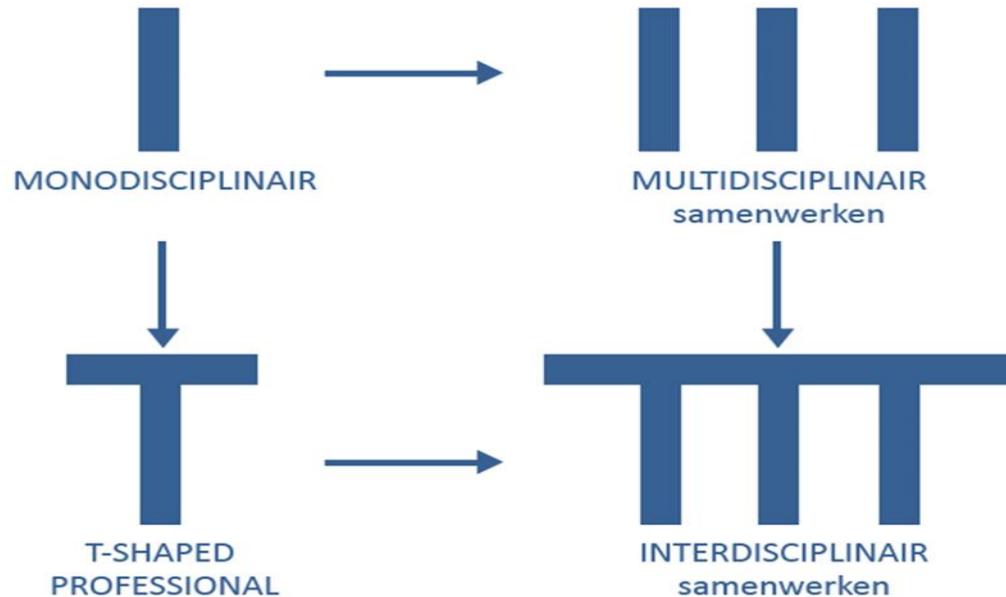 MONODISCIPLINAIR
MULTIDISCIPLINAIR
samenwerken
T-SHAPED
PROFESSIONAL
INTERDISCIPLINAIR
samenwerken